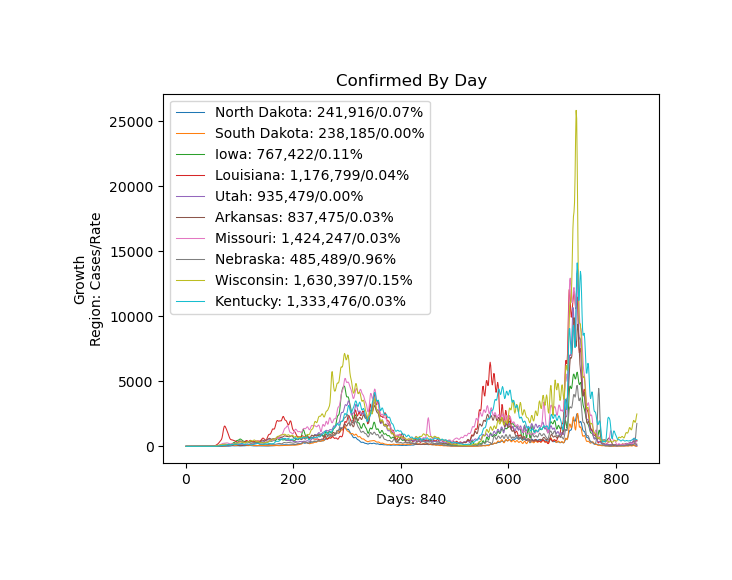 Confirmed By Day
Growth
Region: Cases/Rate
25000
20000
15000
10000
5000
0
North Dakota: 241,916/0.07%
South Dakota: 238,185/0.00%
Iowa: 767,422/0.11%
Louisiana: 1,176,799/0.04%
Utah: 935,479/0.00%
Arkansas: 837,475/0.03%
Missouri: 1,424,247/0.03%
Nebraska: 485,489/0.96%
Wisconsin: 1,630,397/0.15%
Kentucky: 1,333,476/0.03%
0 200 400 600 800
Days: 840